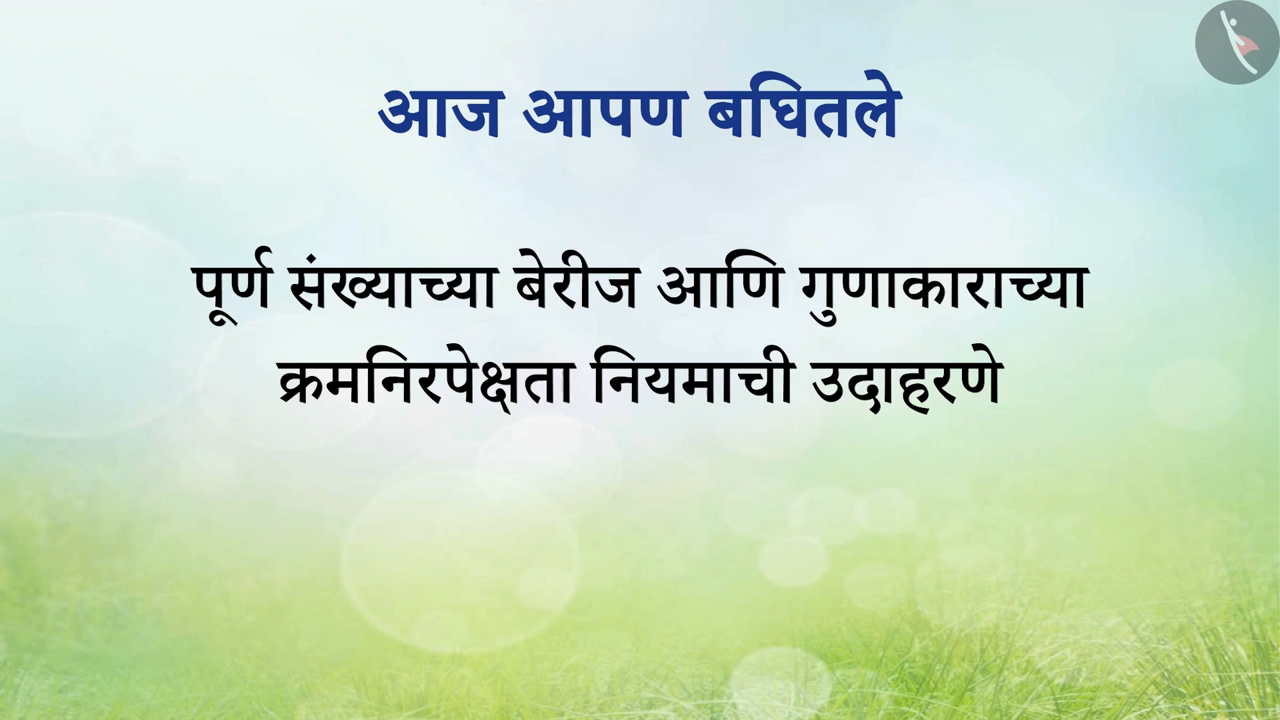 आज आपण बघितले
पूर्ण संख्याच्या बेरीज आणि गुणाकाराच्या
क्रमनिरपेक्षता नियमाची उदाहरणे